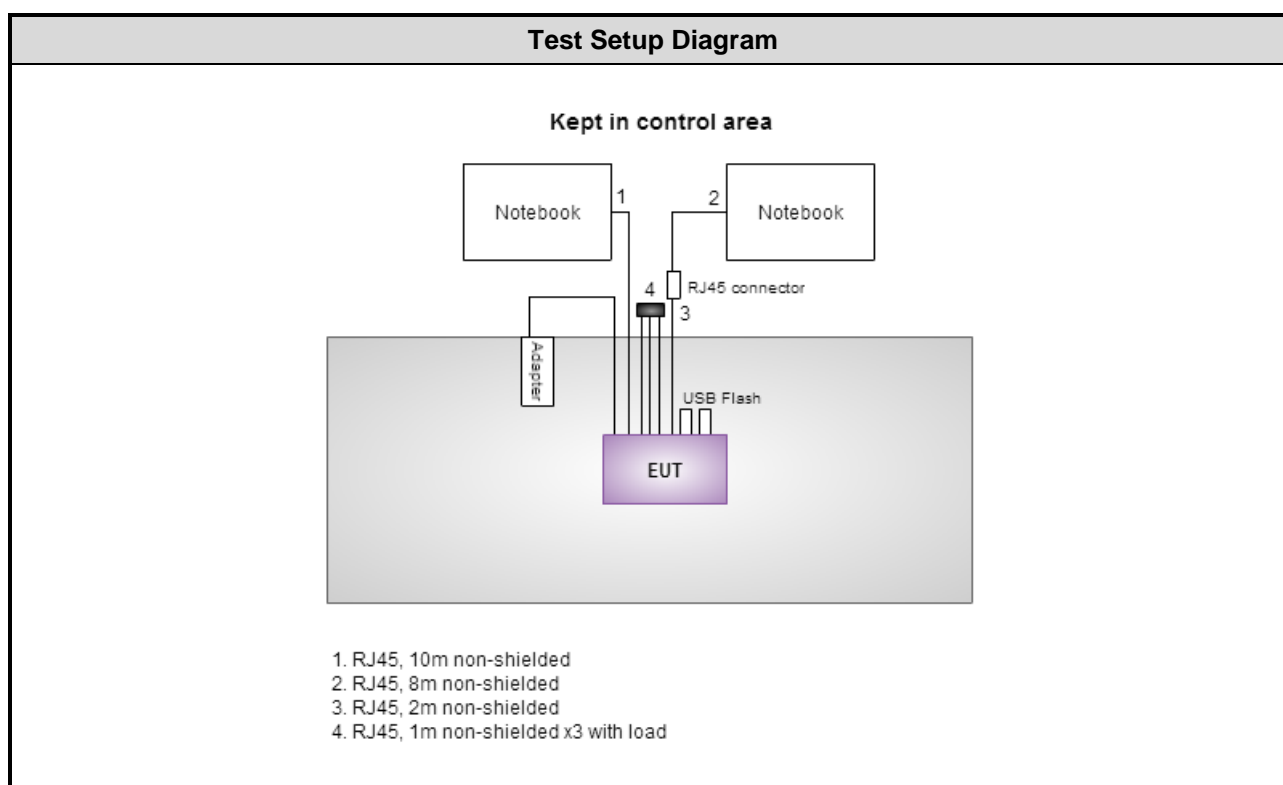 Test Setup Diagram
Kept in control area
Notebook
1
2
Notebook
4
RJ45 connector
3
Adapter
USB Flash
EUT
1. RJ45, 10m non-shielded
2. RJ45, 8m non-shielded
3. RJ45, 2m non-shielded
4. RJ45, 1m non-shielded x3 with load